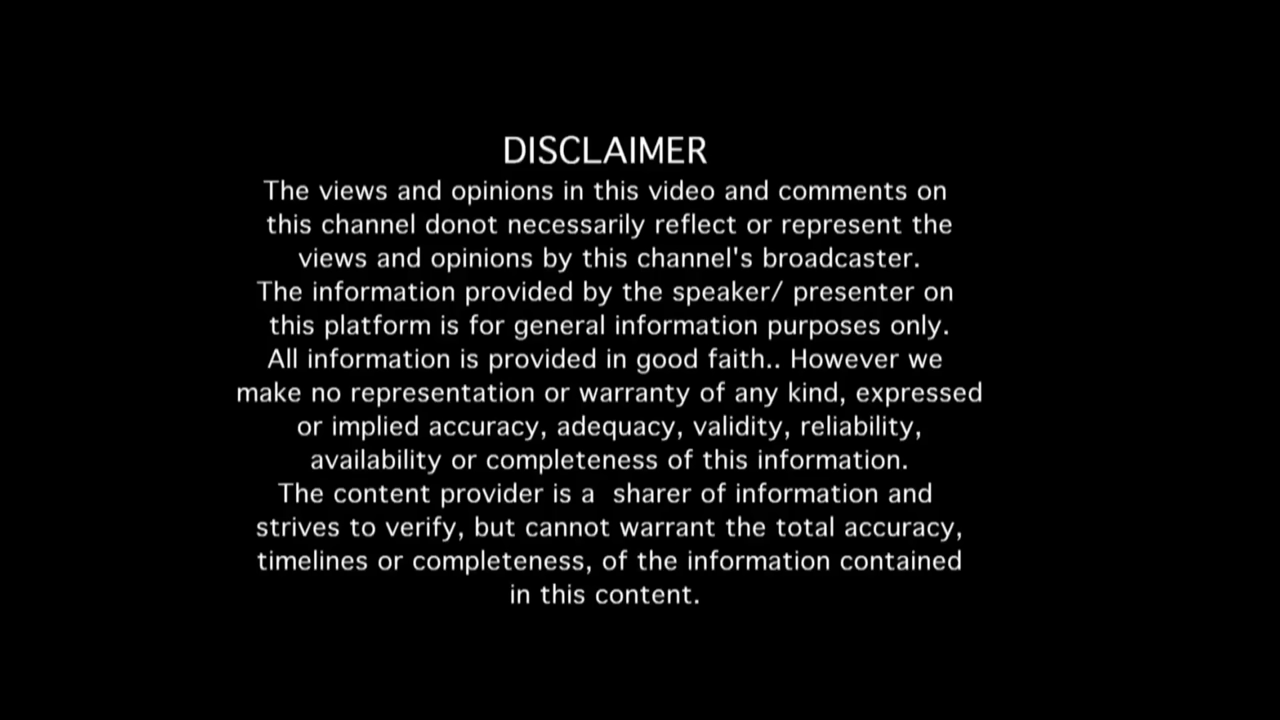 DISCLAIMER
The views and opinions in this video and comments on
this channel donot necessarily reflect or represent the
views and opinions by this channel's broadcaster.
The information provided by the speaker/ presenter on
this platform is for general information purposes only.
All information is provided in good faith.. However we
make no representation or warranty of any kind, expressed
or implied accuracy, adequacy, validity, reliability,
availability or completeness of this information.
The content provider is a  sharer of information and
strives to verify, but cannot warrant the total accuracy,
timelines or completeness, of the information contained
in this content.